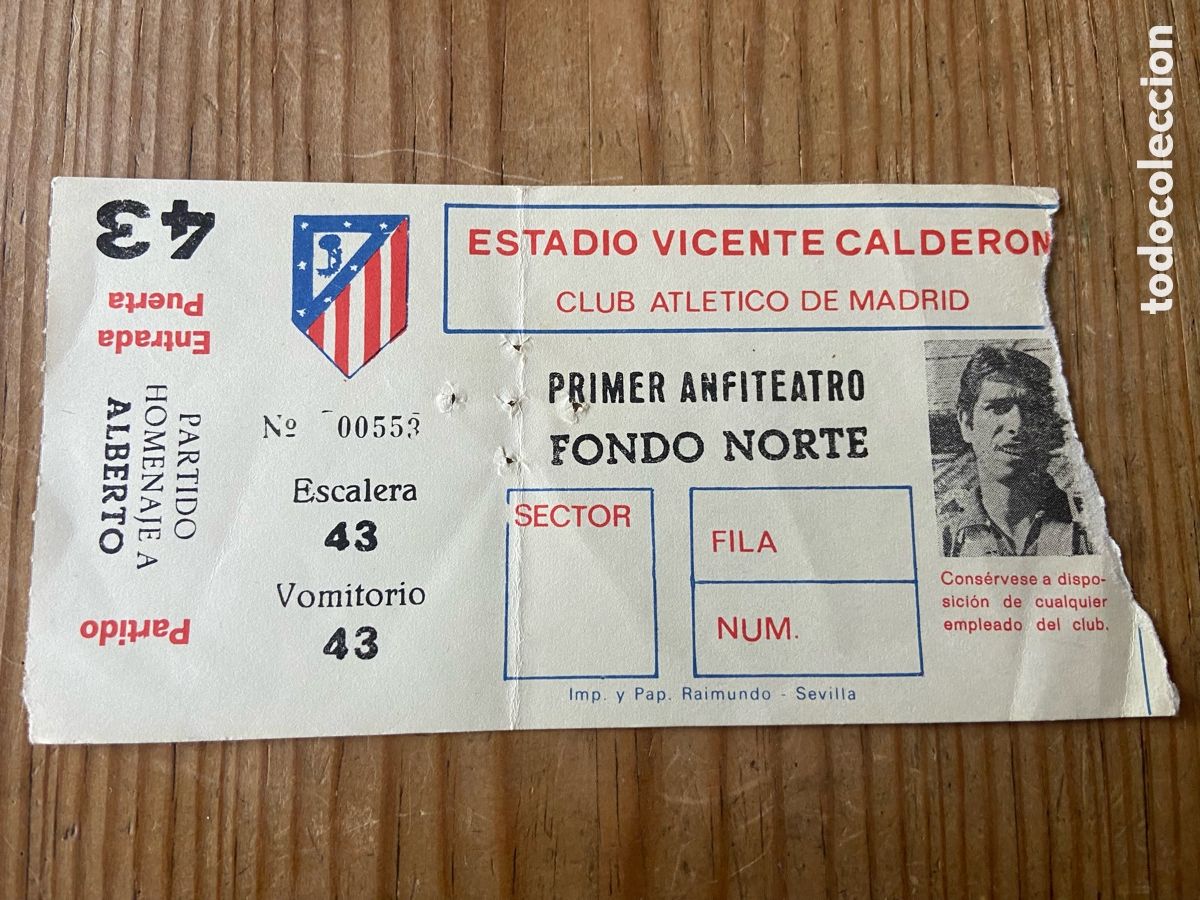 43
Entrada
Puerta
PARTIDO
HOMENAJE A
ALBERTO
Partido
Nº 00553
Escalera
43
Vomitorio
43
ESTADIO VICENTE CALDERON
CLUB ATLETICO DE MADRID
PRIMER ANFITEATRO
FONDO NORTE
SECTOR
FILA
NUM.
Consérvese a dispo-
sición de cualquier
empleado del club.
Imp. y Pap. Raimundo - Sevilla
todocoleccion